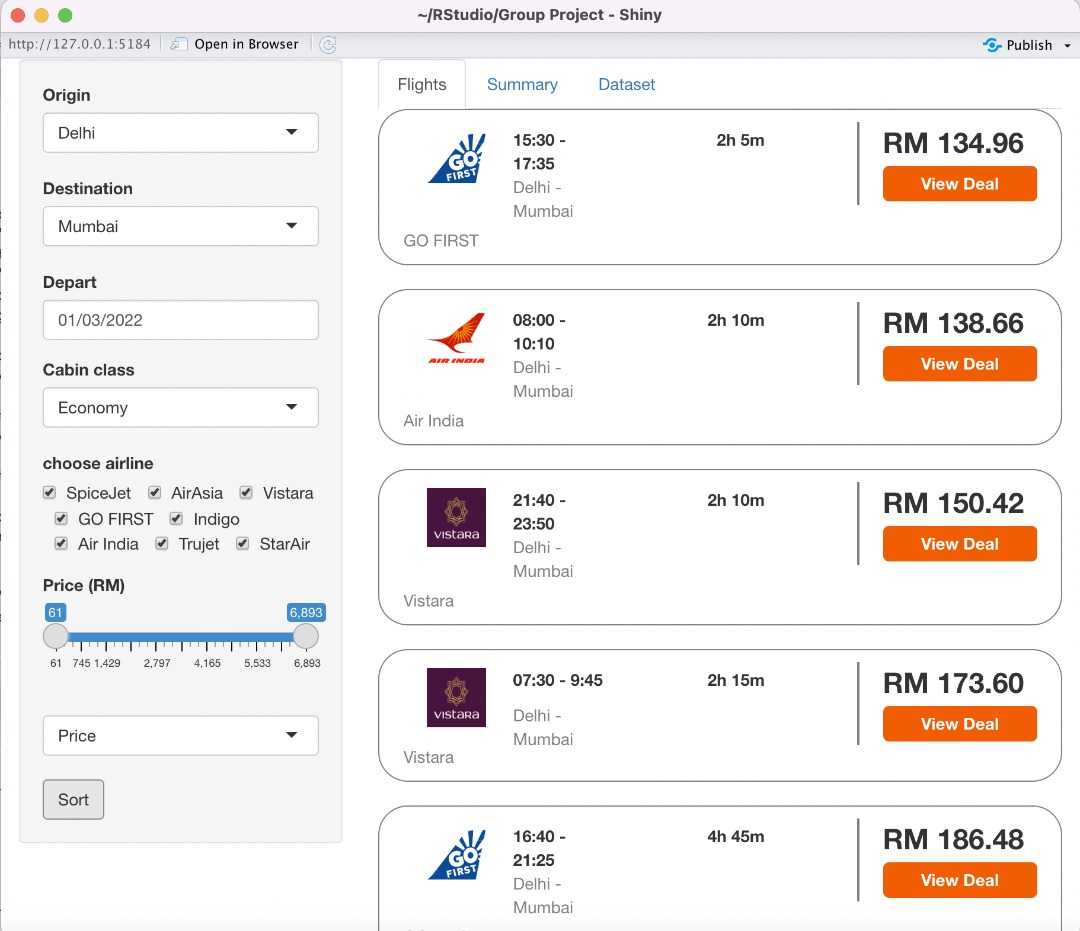 ~/RStudio/Group Project - Shiny
http://127.0.0.1:5184
Open in Browser
Publish
Origin
Delhi
Destination
Mumbai
Depart
01/03/2022
Cabin class
Economy
choose airline
SpiceJet AirAsia Vistara
GO FIRST Indigo
Air India Trujet StarAir
Price (RM)
61 6,893
61 745 1,429 2,797 4,165 5,533 6,893
Price
Sort
Flights Summary Dataset
GO FIRST
15:30 -
17:35
Delhi -
Mumbai
2h 5m
RM 134.96
View Deal
GO FIRST
AIR INDIA
08:00 -
10:10
Delhi -
Mumbai
2h 10m
RM 138.66
View Deal
Air India
VISTARA
21:40 -
23:50
Delhi -
Mumbai
2h 10m
RM 150.42
View Deal
Vistara
VISTARA
07:30 - 9:45
Delhi -
Mumbai
2h 15m
RM 173.60
View Deal
Vistara
GO FIRST
16:40 -
21:25
Delhi -
Mumbai
4h 45m
RM 186.48
View Deal